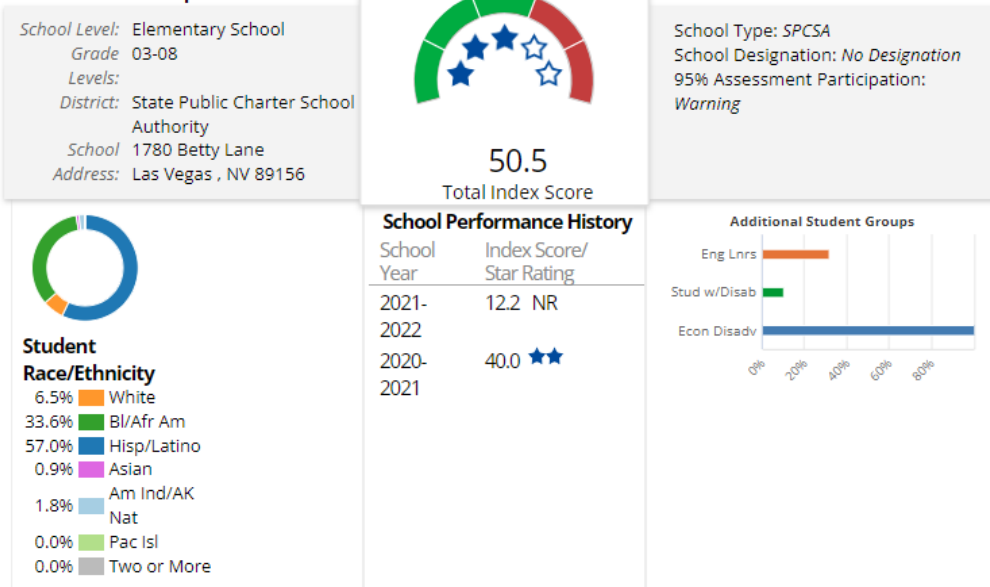 School Level: Elementary School
Grade 03-08
Levels:
District: State Public Charter School
Authority
School 1780 Betty Lane
Address: Las Vegas , NV 89156
50.5
Total Index Score
School Type: SPCSA
School Designation: No Designation
95% Assessment Participation:
Warning
Student
Race/Ethnicity
6.5% White
33.6% Bl/Afr Am
57.0% Hisp/Latino
0.9% Asian
1.8% Am Ind/AK
Nat
0.0% Pac Isl
0.0% Two or More
School Performance History
School Index Score/
Year Star Rating
2021- 12.2 NR
2022
2020- 40.0
2021
Additional Student Groups
Eng Lnrs
Stud w/Disab
Econ Disadv
0% 20% 40% 60% 80%